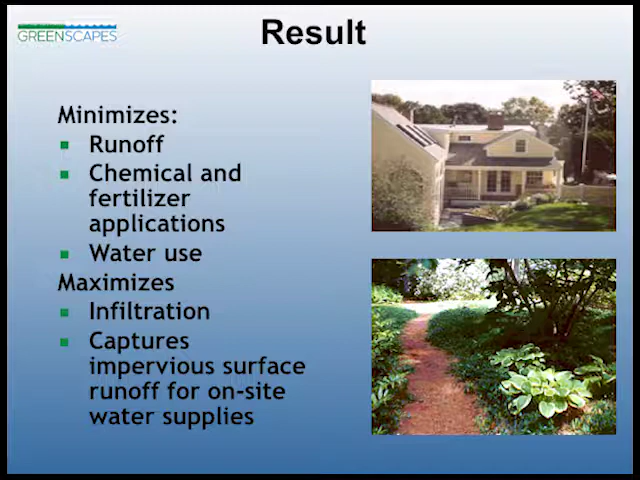 GREENSCAPES
Result
Minimizes:
Runoff
Chemical and
fertilizer
applications
Water use
Maximizes
Infiltration
Captures
impervious surface
runoff for on-site
water supplies